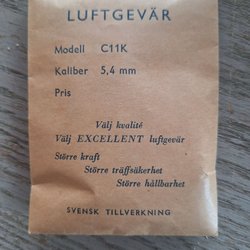 LUFTGEVÄR
Modell C11K
Kaliber 5,4 mm
Pris
Välj kvalité
Välj EXCELLENT luftgevär
Större kraft
Större träffsäkerhet
Större hållbarhet
SVENSK TILLVERKNING